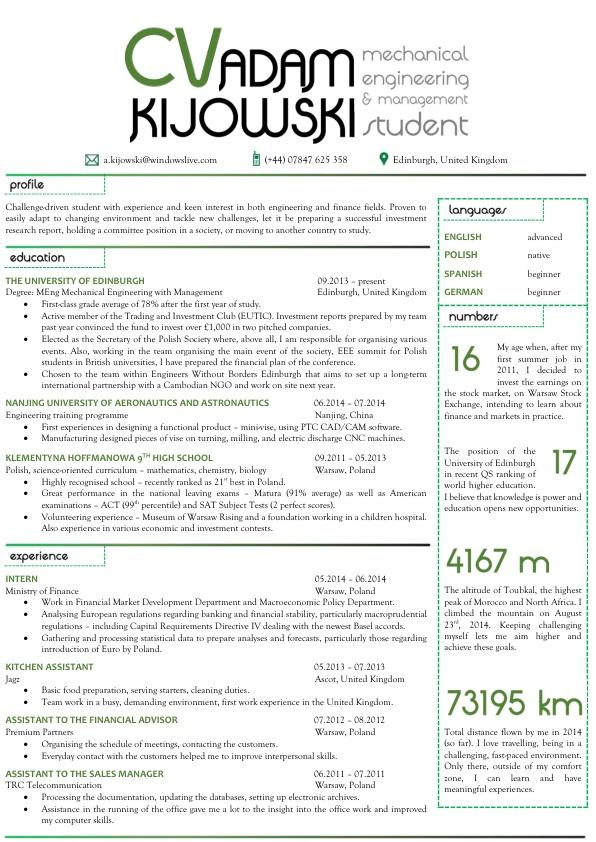 CV ADAM
KIJOWSKI
mechanical
engineering
& management
student
a.kijowski@windowslive.com
(+44) 07847 625 358
Edinburgh, United Kingdom
profile
Challenge-driven student with experience and keen interest in both engineering and finance fields. Proven to
easily adapt to changing environment and tackle new challenges, let it be preparing a successful investment
research report, holding a committee position in a society, or moving to another country to study.
education
THE UNIVERSITY OF EDINBURGH 09.2013 – present
Degree: MEng Mechanical Engineering with Management Edinburgh, United Kingdom
• First-class grade average of 78% after the first year of study.
• Active member of the Trading and Investment Club (EUTIC). Investment reports prepared by my team
past year convinced the fund to invest over £1,000 in two pitched companies.
• Elected as the Secretary of the Polish Society where, above all, I am responsible for organising various
events. Also, working in the team organising the main event of the society, EEE summit for Polish
students in British universities, I have prepared the financial plan of the conference.
• Chosen to the team within Engineers Without Borders Edinburgh that aims to set up a long-term
international partnership with a Cambodian NGO and work on site next year.
NANJING UNIVERSITY OF AERONAUTICS AND ASTRONAUTICS 06.2014 - 07.2014
Engineering training programme Nanjing, China
• First experiences in designing a functional product – mini-vise, using PTC CAD/CAM software.
• Manufacturing designed pieces of vise on turning, milling, and electric discharge CNC machines.
KLEMENTYNA HOFFMANOWA 9TH HIGH SCHOOL 09.2011 – 05.2013
Polish, science-oriented curriculum – mathematics, chemistry, biology Warsaw, Poland
• Highly recognised school – recently ranked as 21st best in Poland.
• Great performance in the national leaving exams – Matura (91% average) as well as American
examinations – ACT (99th percentile) and SAT Subject Tests (2 perfect scores).
• Volunteering experience – Museum of Warsaw Rising and a foundation working in a children hospital.
Also experience in various economic and investment contests.
experience
INTERN 05.2014 – 06.2014
Ministry of Finance Warsaw, Poland
• Work in Financial Market Development Department and Macroeconomic Policy Department.
• Analysing European regulations regarding banking and financial stability, particularly macroprudential
regulations – including Capital Requirements Directive IV dealing with the newest Basel accords.
• Gathering and processing statistical data to prepare analyses and forecasts, particularly those regarding
introduction of Euro by Poland.
KITCHEN ASSISTANT 05.2013 – 07.2013
Jagz Ascot, United Kingdom
• Basic food preparation, serving starters, cleaning duties.
• Team work in a busy, demanding environment, first work experience in the United Kingdom.
ASSISTANT TO THE FINANCIAL ADVISOR 07.2012 – 08.2012
Premium Partners Warsaw, Poland
• Organising the schedule of meetings, contacting the customers.
• Everyday contact with the customers helped me to improve interpersonal skills.
ASSISTANT TO THE SALES MANAGER 06.2011 – 07.2011
TRC Telecommunication Warsaw, Poland
• Processing the documentation, updating the databases, setting up electronic archives.
• Assistance in the running of the office gave me a lot to the insight into the office work and improved
my computer skills.
languages
ENGLISH advanced
POLISH native
SPANISH beginner
GERMAN beginner
numbers
16
My age when, after my
first summer job in
2011, I decided to
invest the earnings on
the stock market, on Warsaw Stock
Exchange, intending to learn about
finance and markets in practice.
17
The position of the
University of Edinburgh
in recent QS ranking of
world higher education.
I believe that knowledge is power and
education opens new opportunities.
4167 m
The altitude of Toubkal, the highest
peak of Morocco and North Africa. I
climbed the mountain on August
23rd, 2014. Keeping challenging
myself lets me aim higher and
achieve these goals.
73195 km
Total distance flown by me in 2014
(so far). I love travelling, being in a
challenging, fast-paced environment.
Only there, outside of my comfort
zone, I can learn and have
meaningful experiences.